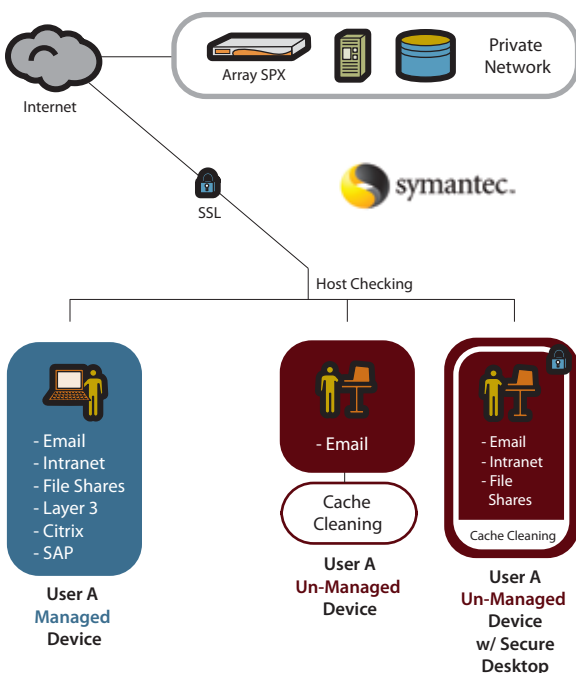 Private
Network
Array SPX
Internet
symantec.
SSL
Host Checking
- Email
- Intranet
- File Shares
- Layer 3
- Citrix
- SAP
User A
Managed
Device
- Email
Cache
Cleaning
User A
Un-Managed
Device
- Email
- Intranet
- File
Shares
Cache Cleaning
User A
Un-Managed
Device
w/ Secure
Desktop